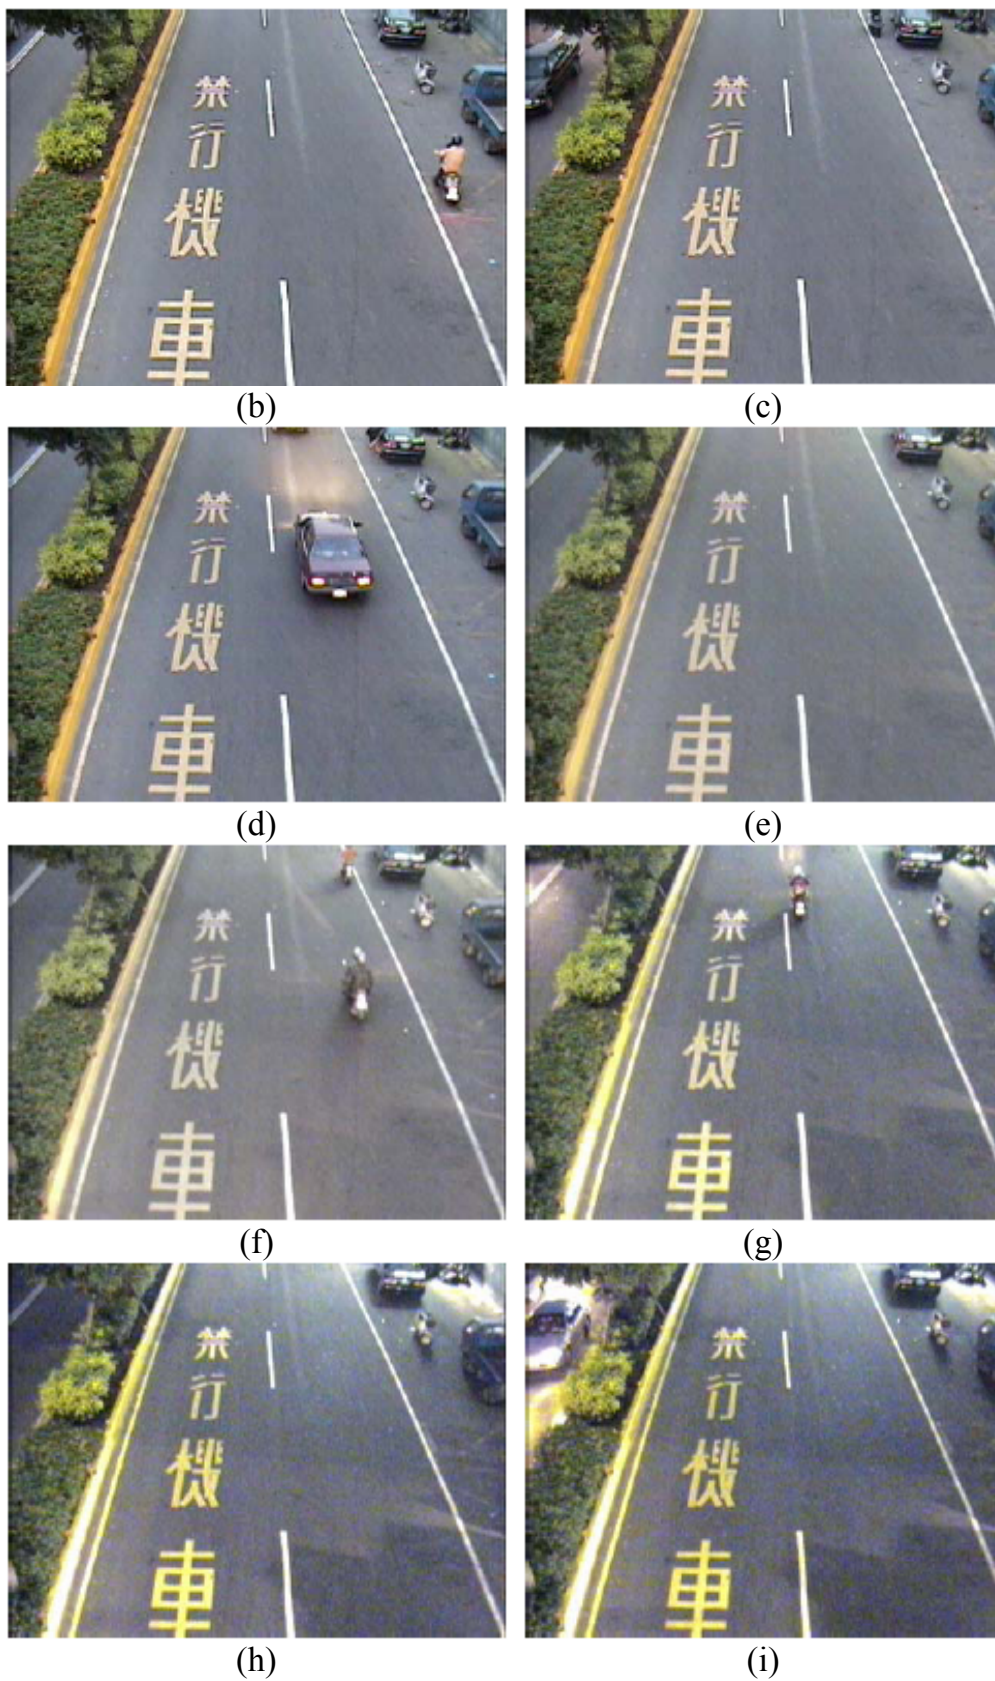 禁 禁
行 行
機 機
車 車
(b) (c)
禁 禁
行 行
機 機
車 車
(d) (e)
禁 禁
行 行
機 機
車 車
(f) (g)
禁 禁
行 行
機 機
車 車
(h) (i)